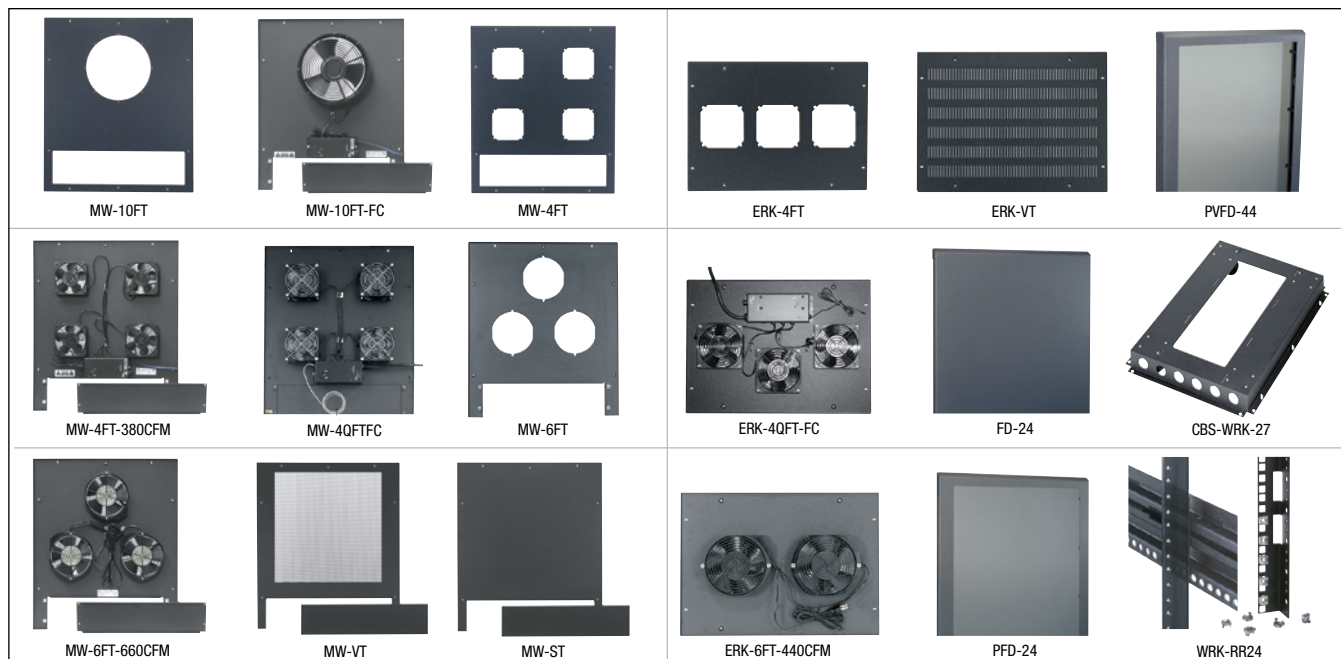 MW-10FT
MW-10FT-FC
MW-4FT
ERK-4FT
ERK-VT
PVFD-44
MW-4FT-380CFM
MW-4QFTFC
MW-6FT
ERK-4QFT-FC
FD-24
CBS-WRK-27
MW-6FT-660CFM
MW-VT
MW-ST
ERK-6FT-440CFM
PFD-24
WRK-RR24